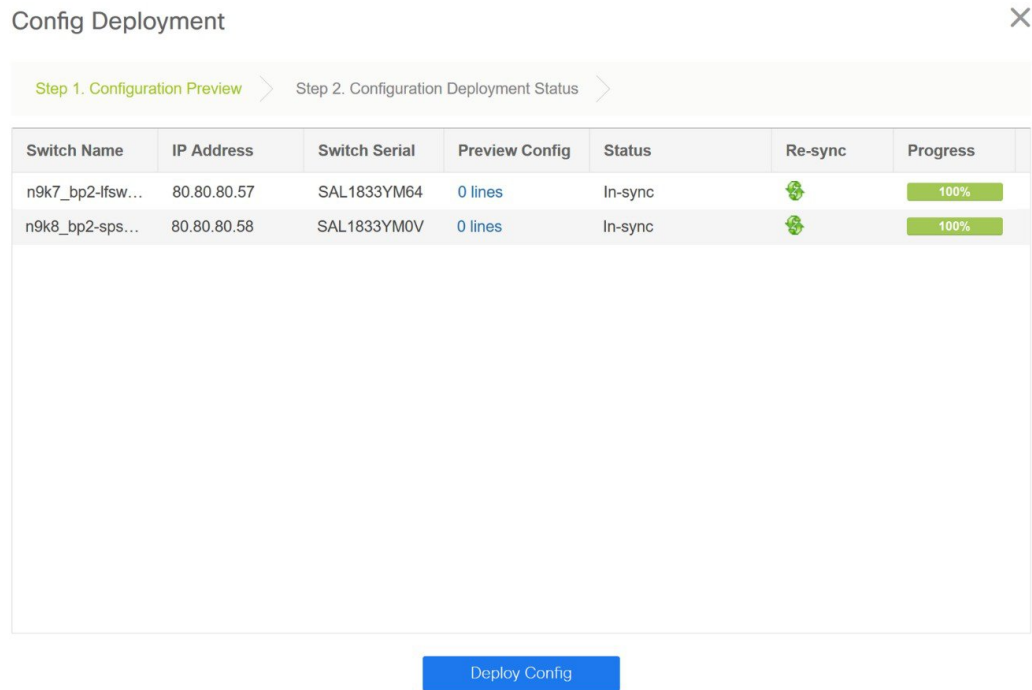 Config Deployment
Step 1. Configuration Preview Step 2. Configuration Deployment Status
Switch Name IP Address Switch Serial Preview Config Status Re-sync Progress
n9k7_bp2-lfsw... 80.80.80.57 SAL1833YM64 0 lines In-sync 100%
n9k8_bp2-sps... 80.80.80.58 SAL1833YM0V 0 lines In-sync 100%
Deploy Config